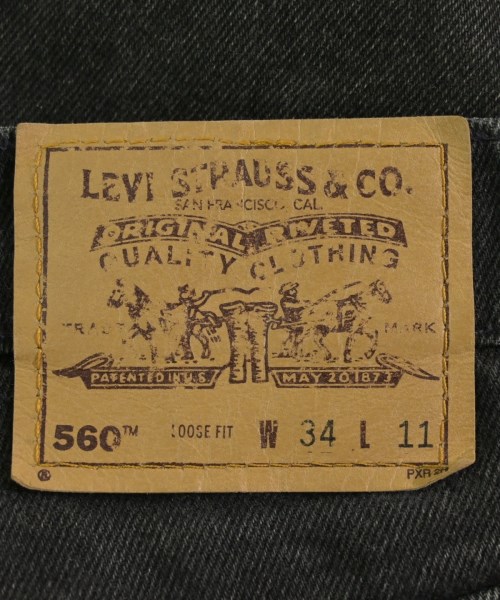 LEVI STRAUSS & CO.
SAN FRANCISCO, CAL.
ORIGINAL RIVETED
QUALITY CLOTHING
TRADE MARK
PATENTED IN U.S. MAY 20 1873
560™ LOOSE FIT W 34 L 11
®